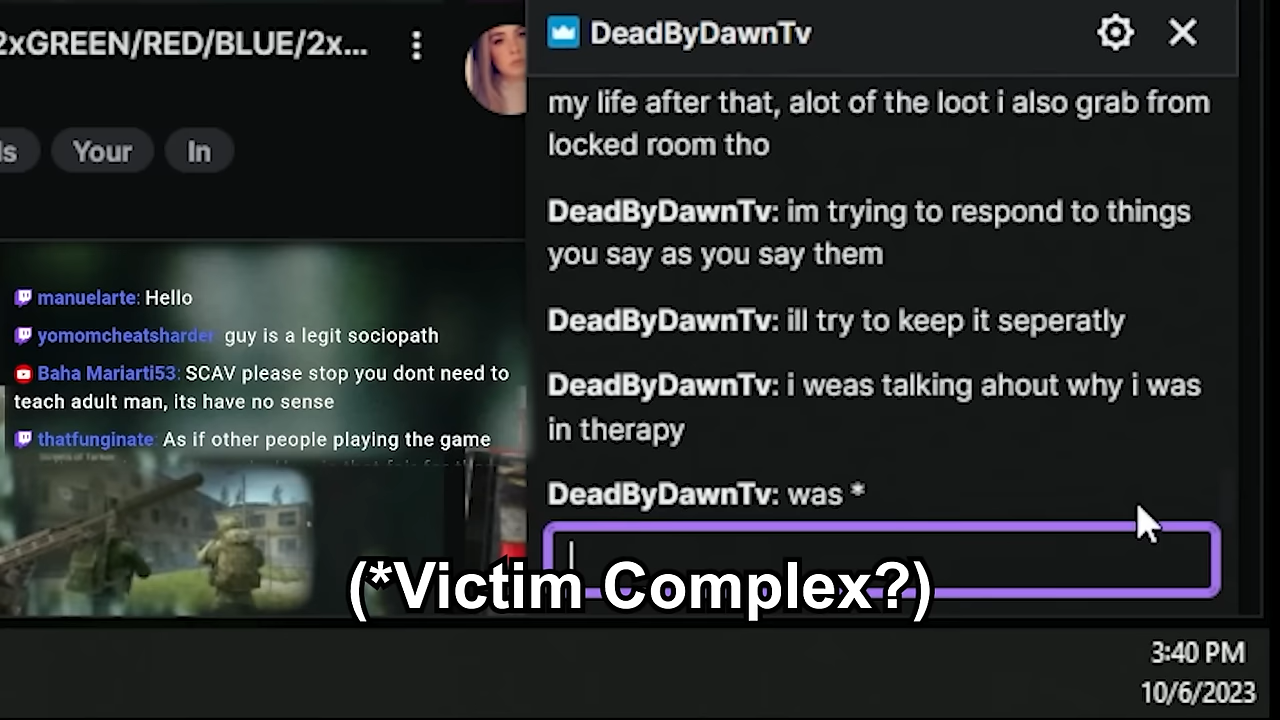 2xGREEN/RED/BLUE/2x...
Your
In
manuelarte: Hello
yomomcheatsharder guy is a legit sociopath
Baha Mariarti53: SCAV please stop you dont need to
teach adult man, its have no sense
thatfunginate: As if other people playing the game
DeadByDawnTv
my life after that, alot of the loot i also grab from
locked room tho
DeadByDawnTv: im trying to respond to things
you say as you say them
DeadByDawnTv: ill try to keep it seperatly
DeadByDawnTv: i weas talking ahout why i was
in therapy
DeadByDawnTv: was *
(*Victim Complex?)
3:40 PM
10/6/2023